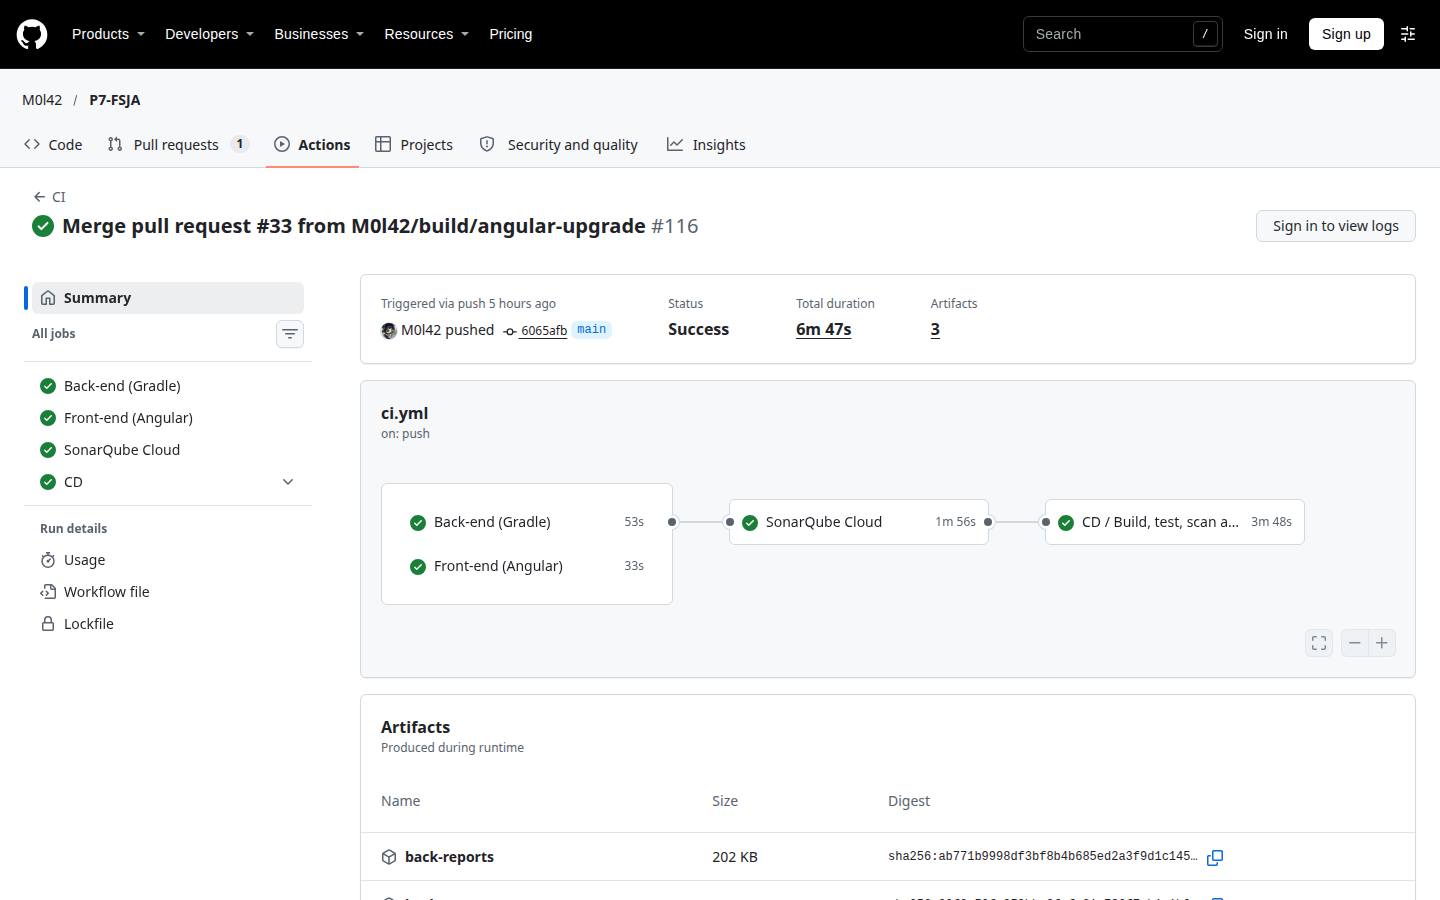 Products
Developers
Businesses
Resources
Pricing
Search
/
Sign in
Sign up
M0l42 / P7-FSJA
Code
Pull requests 1
Actions
Projects
Security and quality
Insights
CI
Merge pull request #33 from M0l42/build/angular-upgrade #116
Sign in to view logs
Summary
All jobs
Back-end (Gradle)
Front-end (Angular)
SonarQube Cloud
CD
Run details
Usage
Workflow file
Lockfile
Triggered via push 5 hours ago
M0l42 pushed 6065afb main
Status
Success
Total duration
6m 47s
Artifacts
3
ci.yml
on: push
Back-end (Gradle) 53s
Front-end (Angular) 33s
SonarQube Cloud 1m 56s
CD / Build, test, scan a... 3m 48s
Artifacts
Produced during runtime
Name Size Digest
back-reports 202 KB sha256:ab771b9998df3bf8b4b685ed2a3f9d1c145…